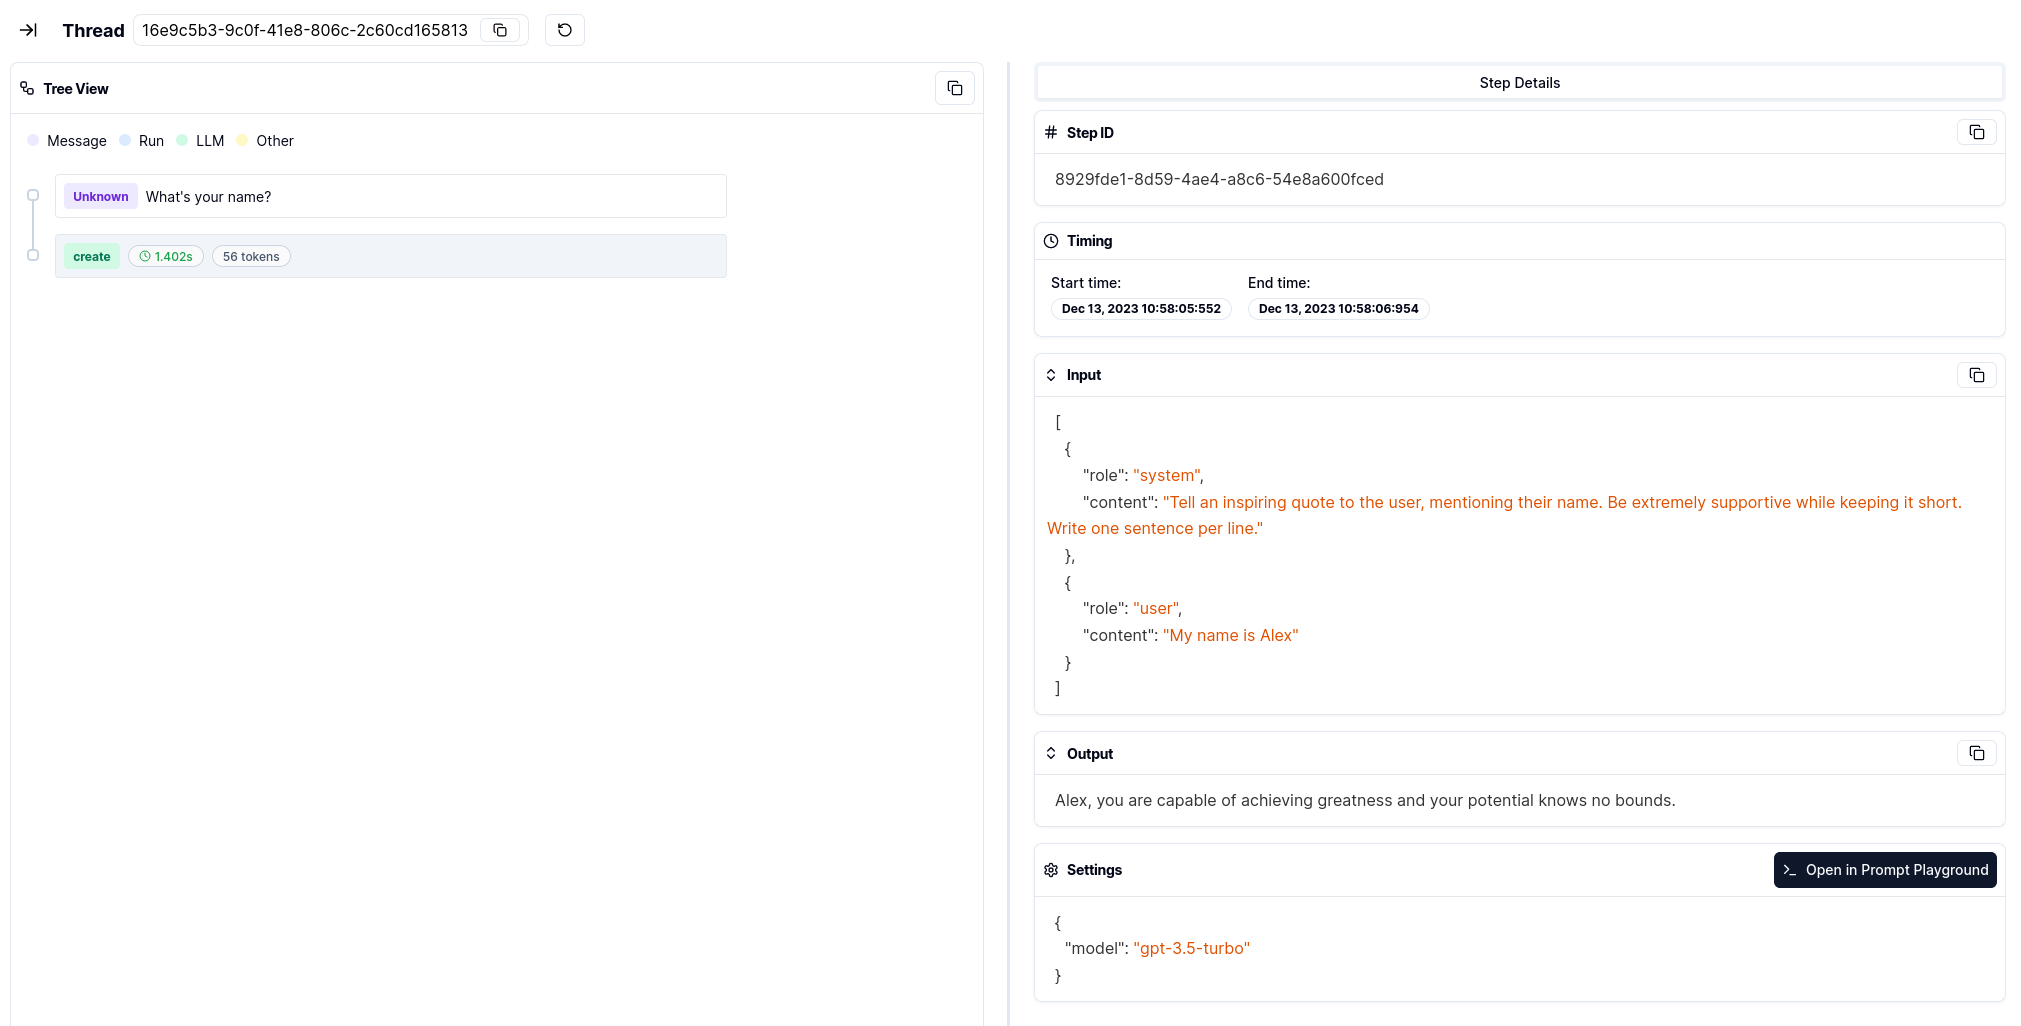 Thread 16e9c5b3-9c0f-41e8-806c-2c60cd165813
Tree View
Message Run LLM Other
Unknown What's your name?
create 1.402s 56 tokens
Step Details
Step ID
8929fde1-8d59-4ae4-a8c6-54e8a600fced
Timing
Start time: End time:
Dec 13, 2023 10:58:05:552 Dec 13, 2023 10:58:06:954
Input
[
{
"role": "system",
"content": "Tell an inspiring quote to the user, mentioning their name. Be extremely supportive while keeping it short.
Write one sentence per line."
},
{
"role": "user",
"content": "My name is Alex"
}
]
Output
Alex, you are capable of achieving greatness and your potential knows no bounds.
Settings
Open in Prompt Playground
{
"model": "gpt-3.5-turbo"
}